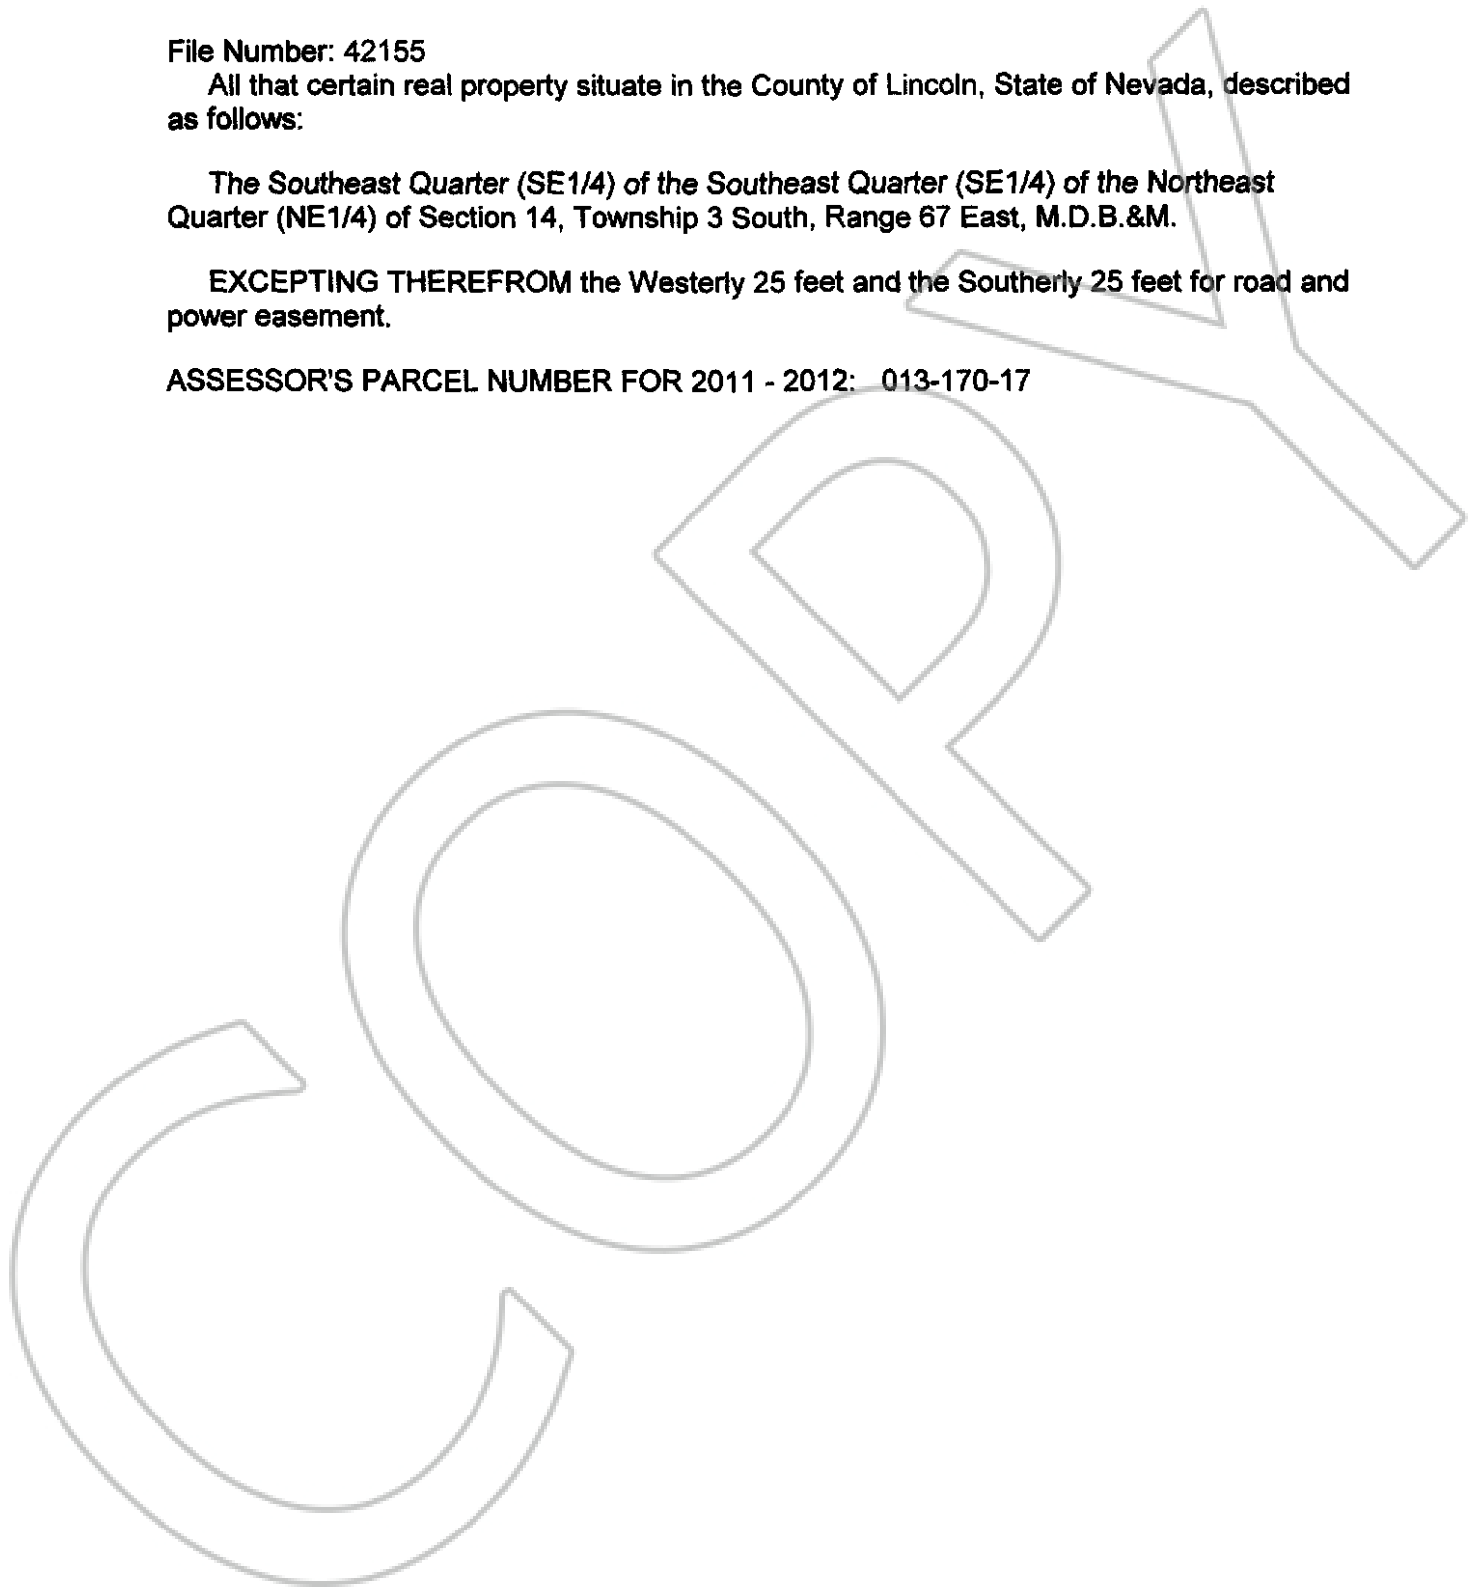 File Number: 42155
All that certain real property situate in the County of Lincoln, State of Nevada, described
as follows:
The Southeast Quarter (SE1/4) of the Southeast Quarter (SE1/4) of the Northeast
Quarter (NE1/4) of Section 14, Township 3 South, Range 67 East, M.D.B.&M.
EXCEPTING THEREFROM the Westerly 25 feet and the Southerly 25 feet for road and
power easement.
ASSESSOR'S PARCEL NUMBER FOR 2011 - 2012: 013-170-17
COPY